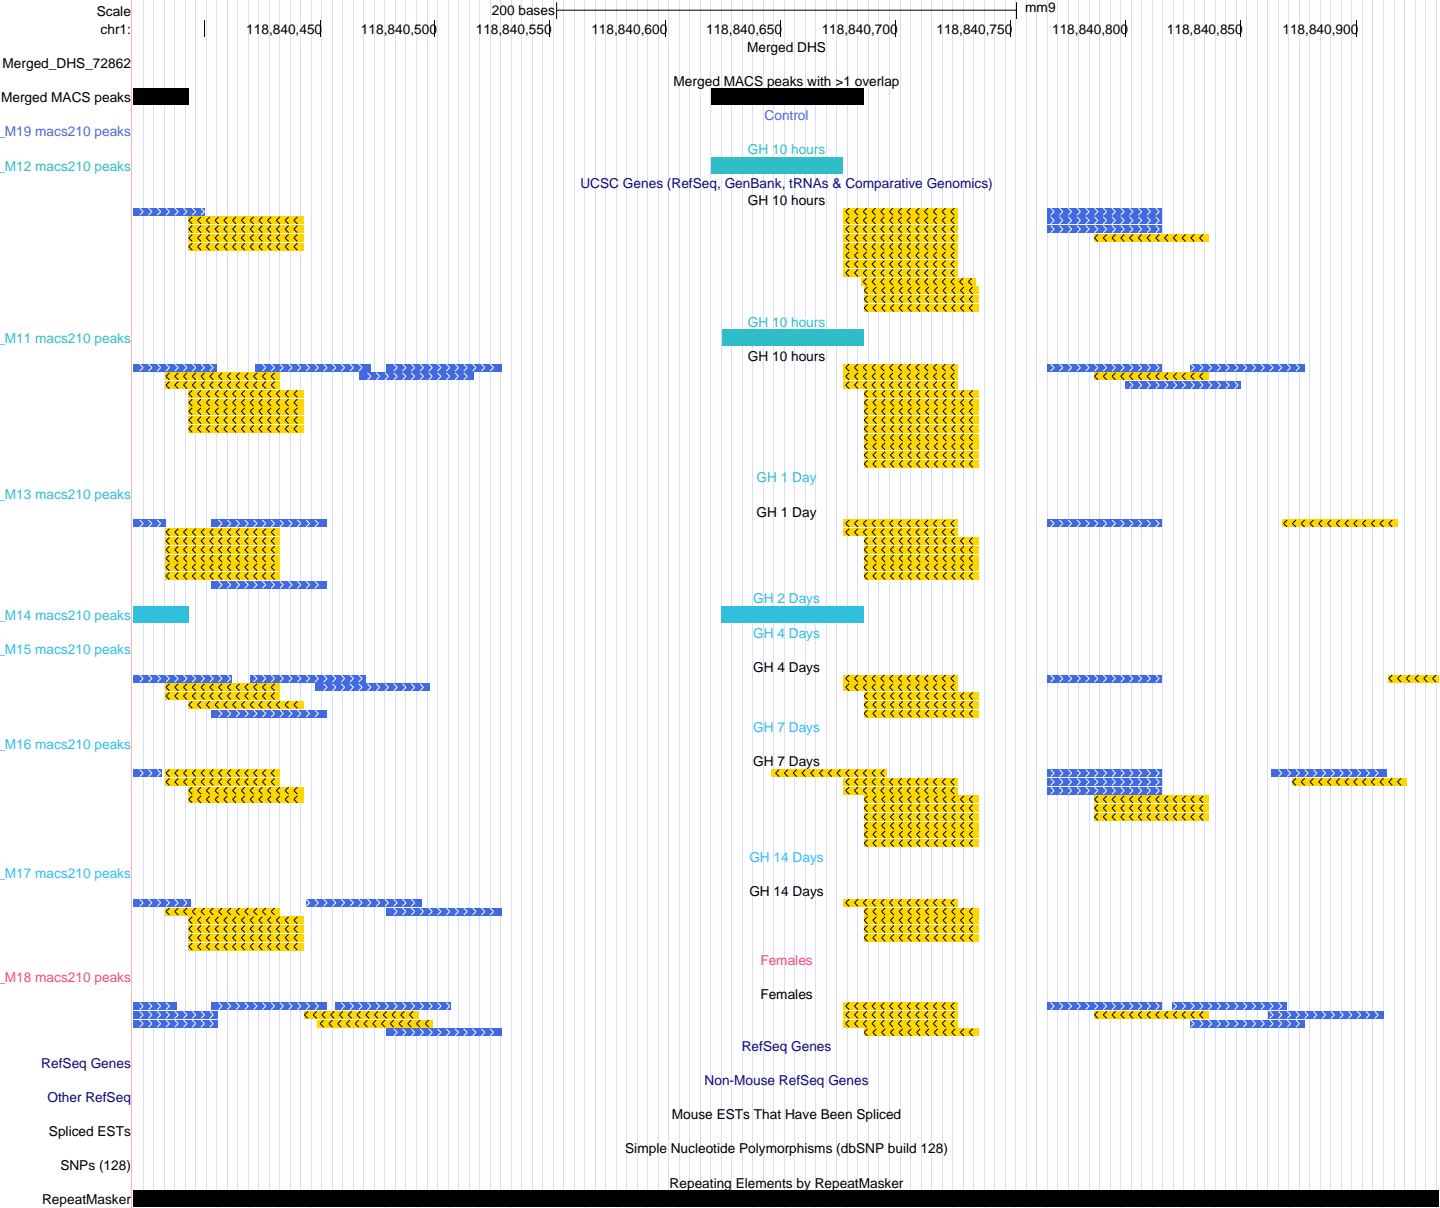 Scale 200 bases mm9
chr1: 118,840,450 118,840,500 118,840,550 118,840,600 118,840,650 118,840,700 118,840,750 118,840,800 118,840,850 118,840,900
Merged DHS
Merged_DHS_72862
Merged MACS peaks with >1 overlap
Merged MACS peaks
Control
_M19 macs210 peaks
GH 10 hours
_M12 macs210 peaks
UCSC Genes (RefSeq, GenBank, tRNAs & Comparative Genomics)
GH 10 hours
GH 10 hours
_M11 macs210 peaks
GH 10 hours
GH 1 Day
_M13 macs210 peaks
GH 1 Day
GH 2 Days
_M14 macs210 peaks
GH 4 Days
_M15 macs210 peaks
GH 4 Days
GH 7 Days
_M16 macs210 peaks
GH 7 Days
GH 14 Days
_M17 macs210 peaks
GH 14 Days
Females
_M18 macs210 peaks
Females
RefSeq Genes
RefSeq Genes
Non-Mouse RefSeq Genes
Other RefSeq
Mouse ESTs That Have Been Spliced
Spliced ESTs
Simple Nucleotide Polymorphisms (dbSNP build 128)
SNPs (128)
Repeating Elements by RepeatMasker
RepeatMasker